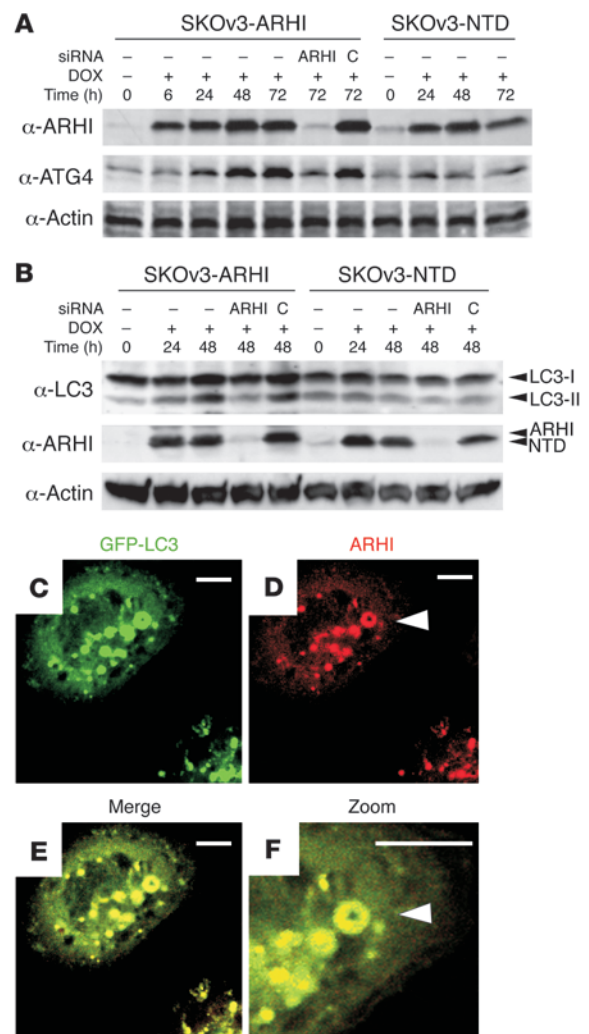 A
SKOv3-ARHI SKOv3-NTD
siRNA – – – – – ARHI C – – – –
DOX – + + + + + + – + + +
Time (h) 0 6 24 48 72 72 72 0 24 48 72
α-ARHI
α-ATG4
α-Actin
B
SKOv3-ARHI SKOv3-NTD
siRNA – – – ARHI C – – – ARHI C
DOX – + + + + – + + + +
Time (h) 0 24 48 48 48 0 24 48 48 48
α-LC3 LC3-I
LC3-II
α-ARHI ARHI
NTD
α-Actin
GFP-LC3 ARHI
C D
Merge Zoom
E F